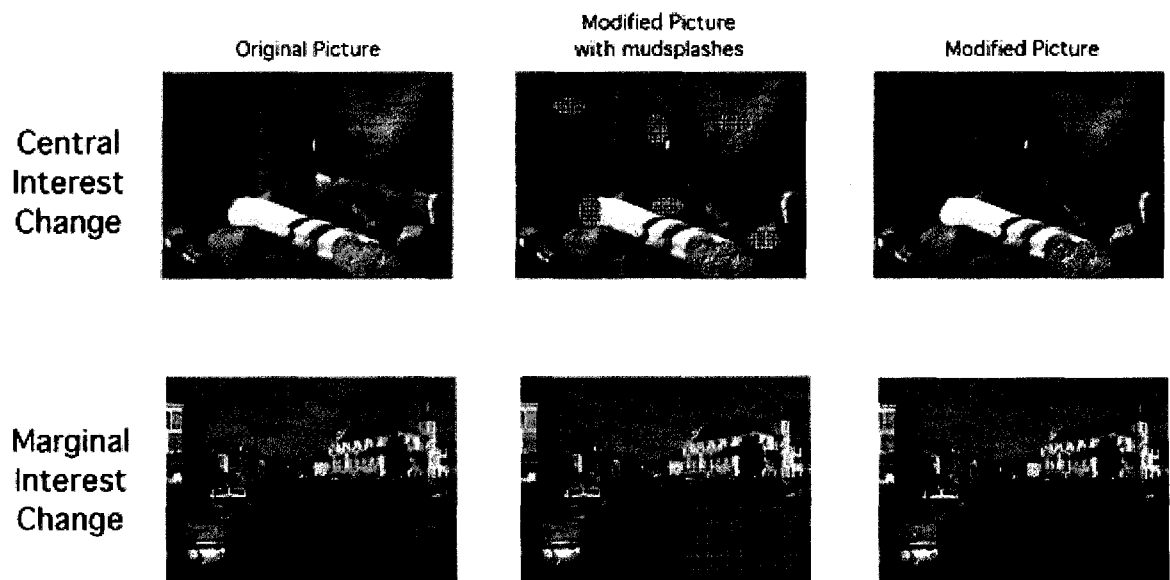 Original Picture
Modified Picture
with mudsplashes
Modified Picture
Central
Interest
Change
Marginal
Interest
Change